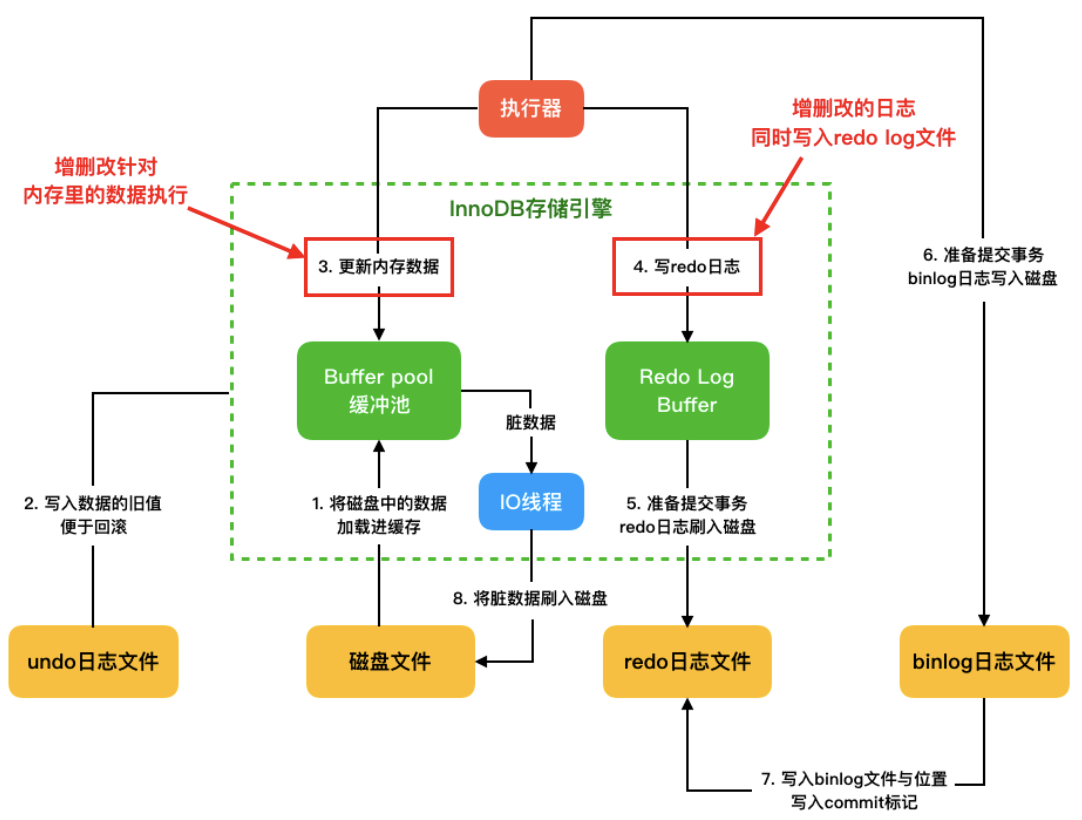 执行器
增删改的日志
同时写入redo log文件
增删改针对
内存里的数据执行
InnoDB存储引擎
3. 更新内存数据
4. 写redo日志
6. 准备提交事务
binlog日志写入磁盘
Buffer pool
缓冲池
Redo Log
Buffer
脏数据
2. 写入数据的旧值
便于回滚
1. 将磁盘中的数据
加载进缓存
IO线程
5. 准备提交事务
redo日志刷入磁盘
8. 将脏数据刷入磁盘
undo日志文件
磁盘文件
redo日志文件
binlog日志文件
7. 写入binlog文件与位置
写入commit标记